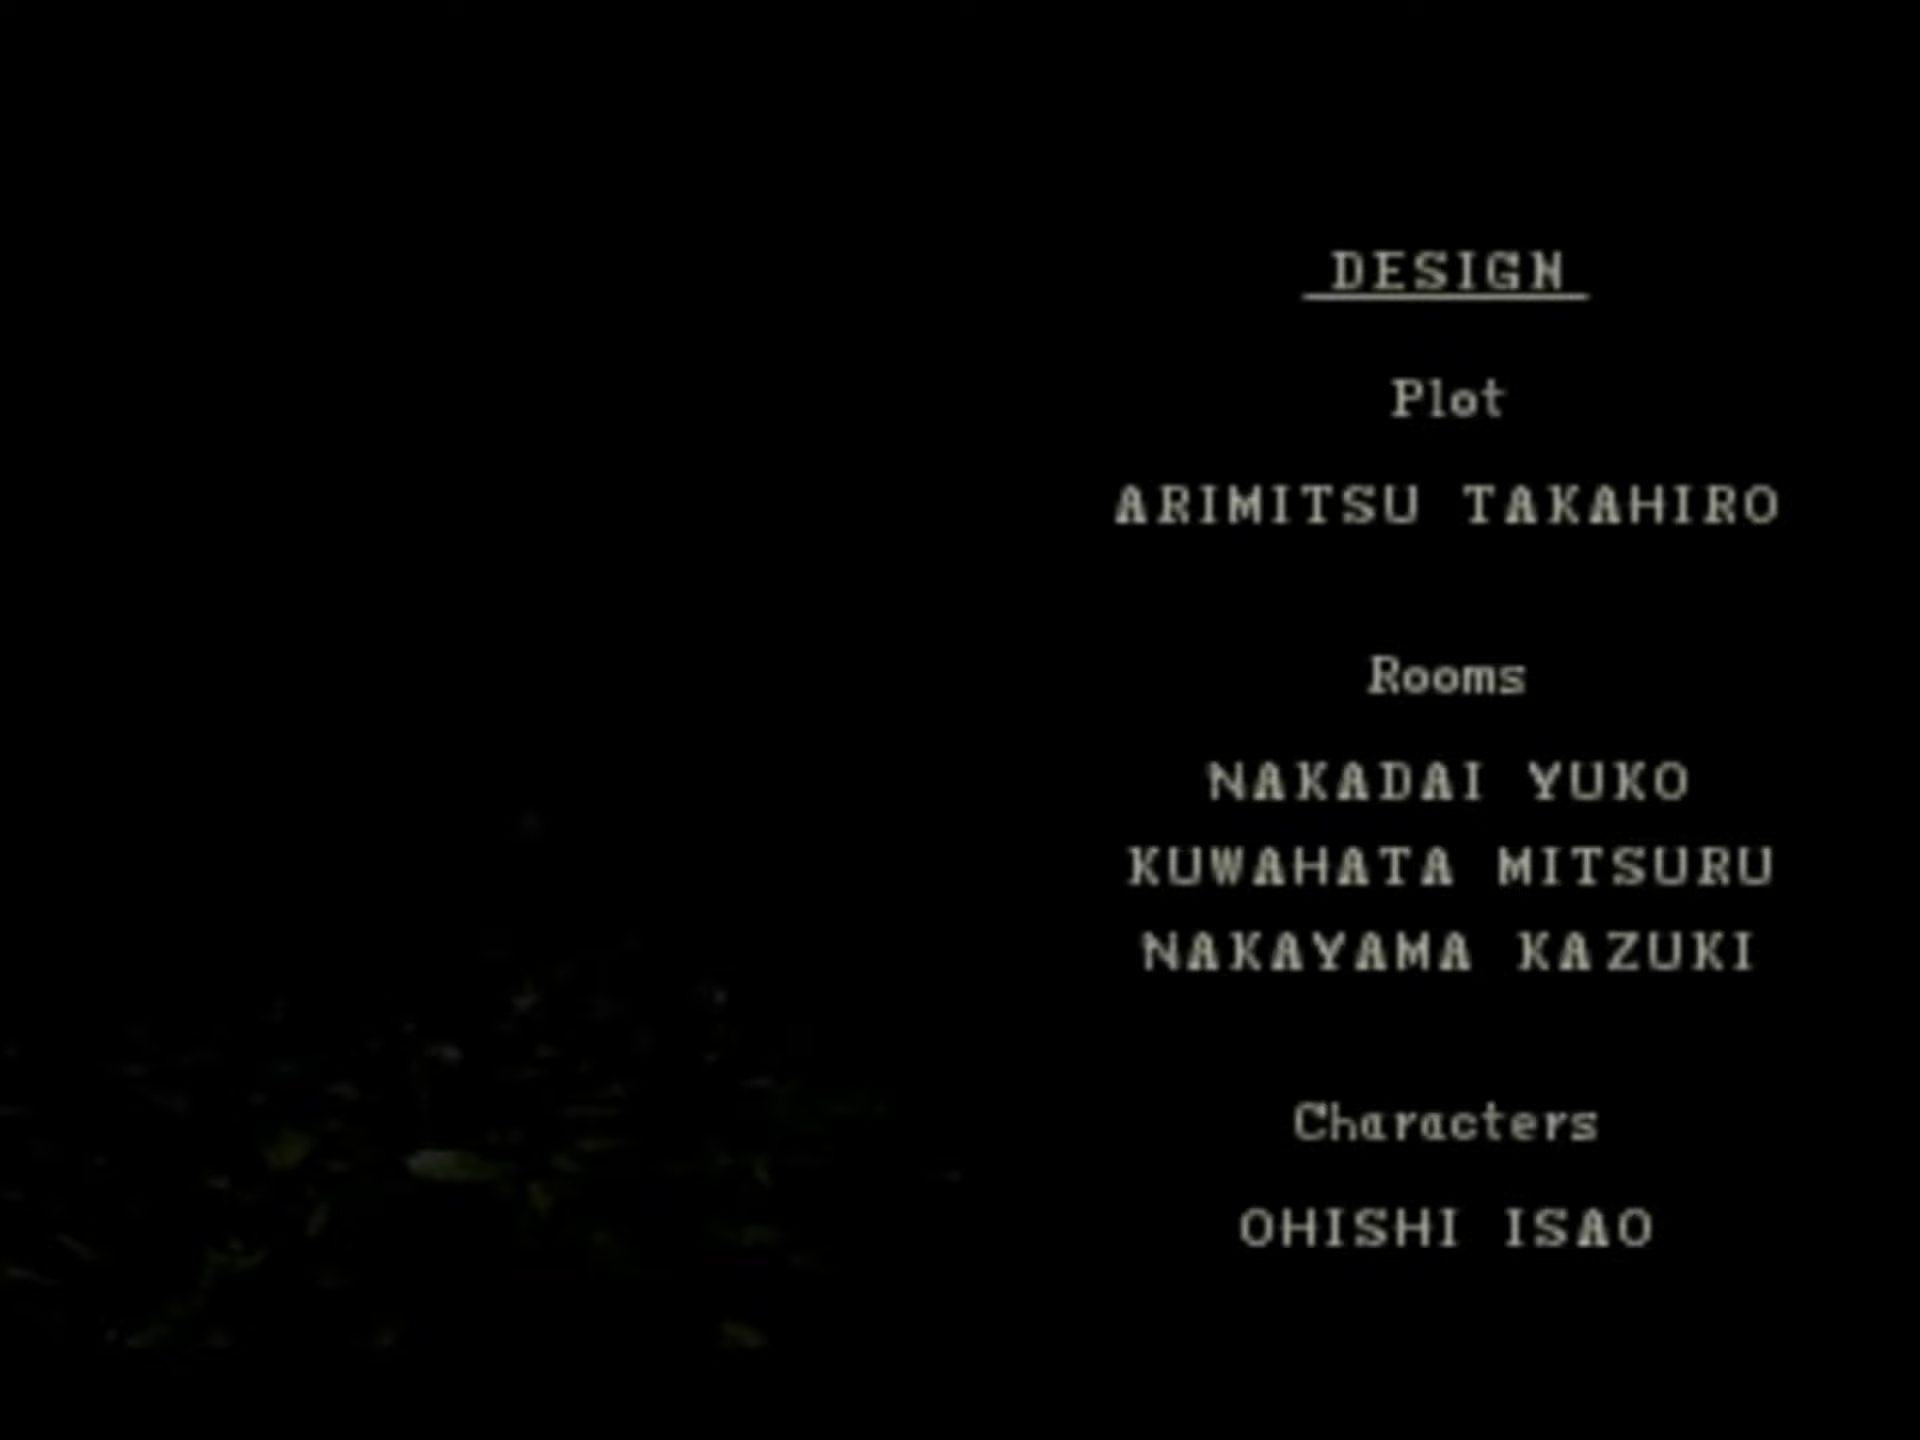 DESIGN
Plot
ARIMITSU TAKAHIRO
Rooms
NAKADAI YUKO
KUWAHATA MITSURU
NAKAYAMA KAZUKI
Characters
OHISHI ISAO